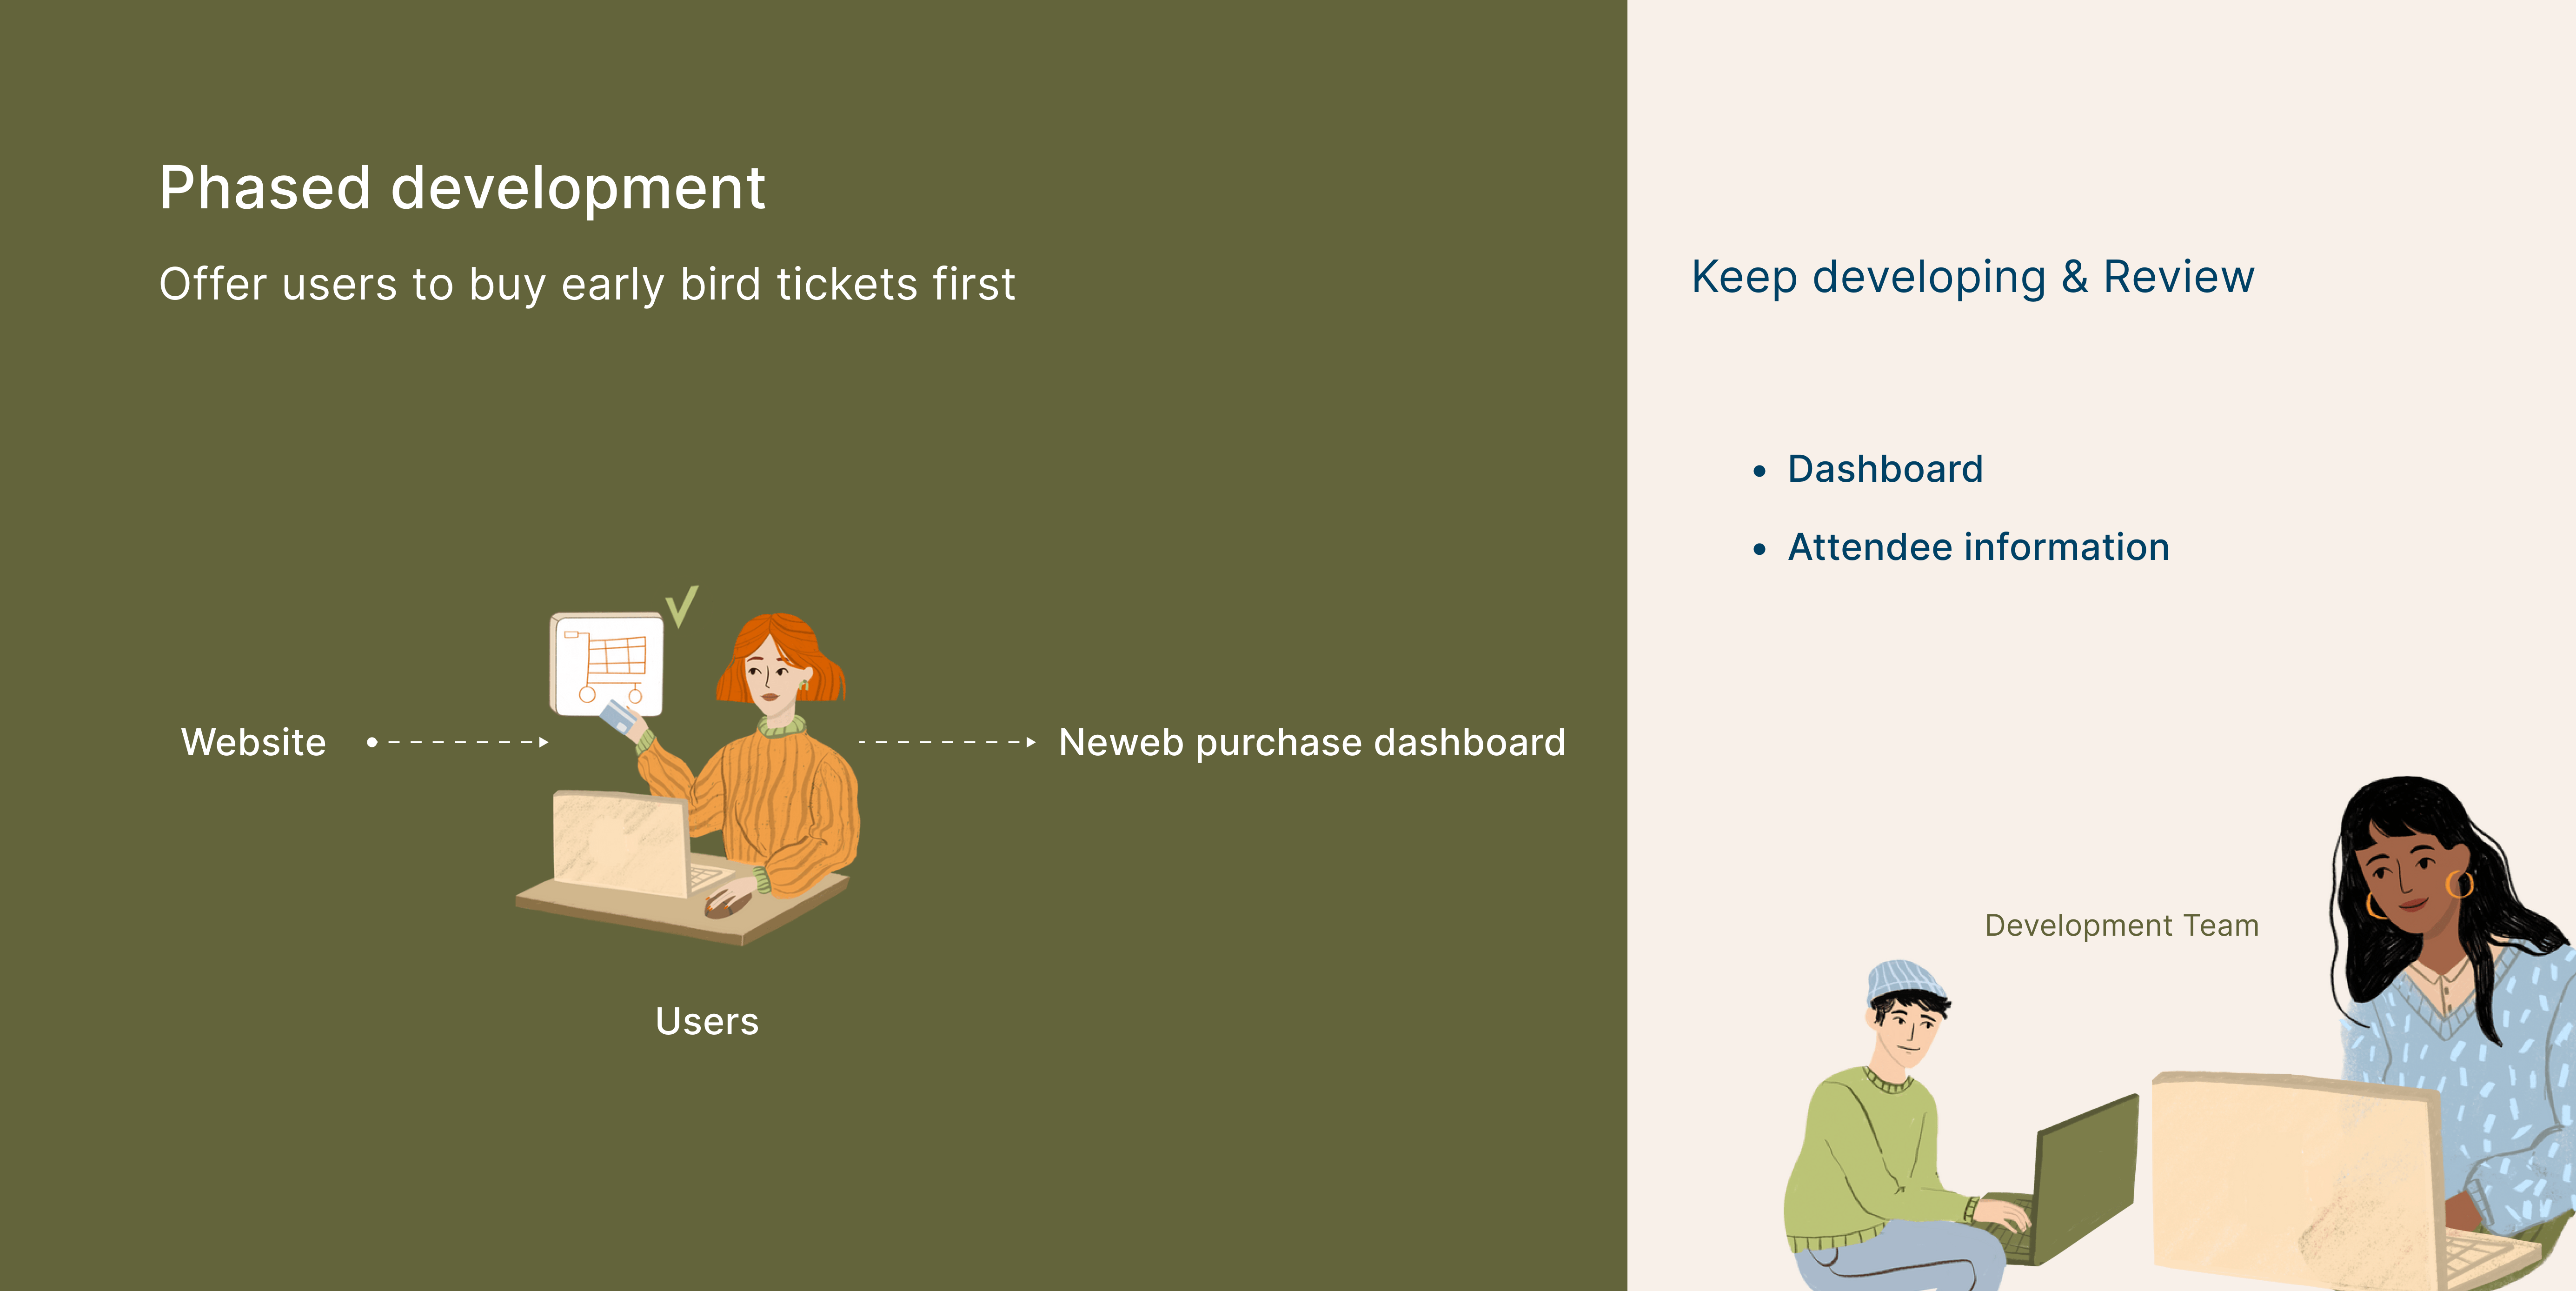 Phased development
Offer users to buy early bird tickets first
Website
Neweb purchase dashboard
Users
Keep developing & Review
• Dashboard
• Attendee information
Development Team